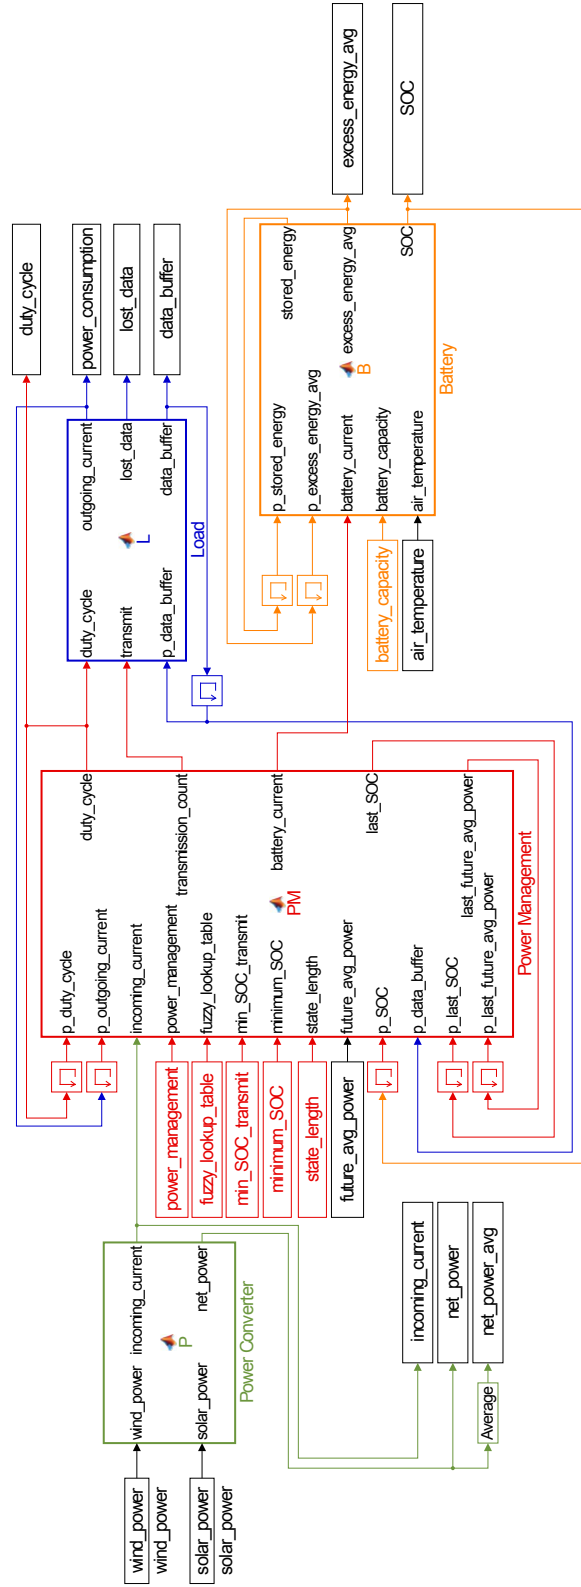 wind_power
wind_power
solar_power
solar_power
wind_power
incoming_current
solar_power
net_power
P
Power Converter
incoming_current
net_power
Average
net_power_avg
power_management
fuzzy_lookup_table
min_SOC_transmit
minimum_SOC
state_length
future_avg_power
p_duty_cycle
p_outgoing_current
incoming_current
power_management
fuzzy_lookup_table
min_SOC_transmit
minimum_SOC
state_length
future_avg_power
p_SOC
p_data_buffer
p_last_SOC
p_last_future_avg_power
duty_cycle
transmission_count
battery_current
last_SOC
last_future_avg_power
PM
Power Management
duty_cycle
transmit
p_data_buffer
outgoing_current
lost_data
data_buffer
L
Load
duty_cycle
power_consumption
lost_data
data_buffer
battery_capacity
air_temperature
p_stored_energy
p_excess_energy_avg
battery_current
battery_capacity
air_temperature
stored_energy
excess_energy_avg
SOC
B
Battery
excess_energy_avg
SOC